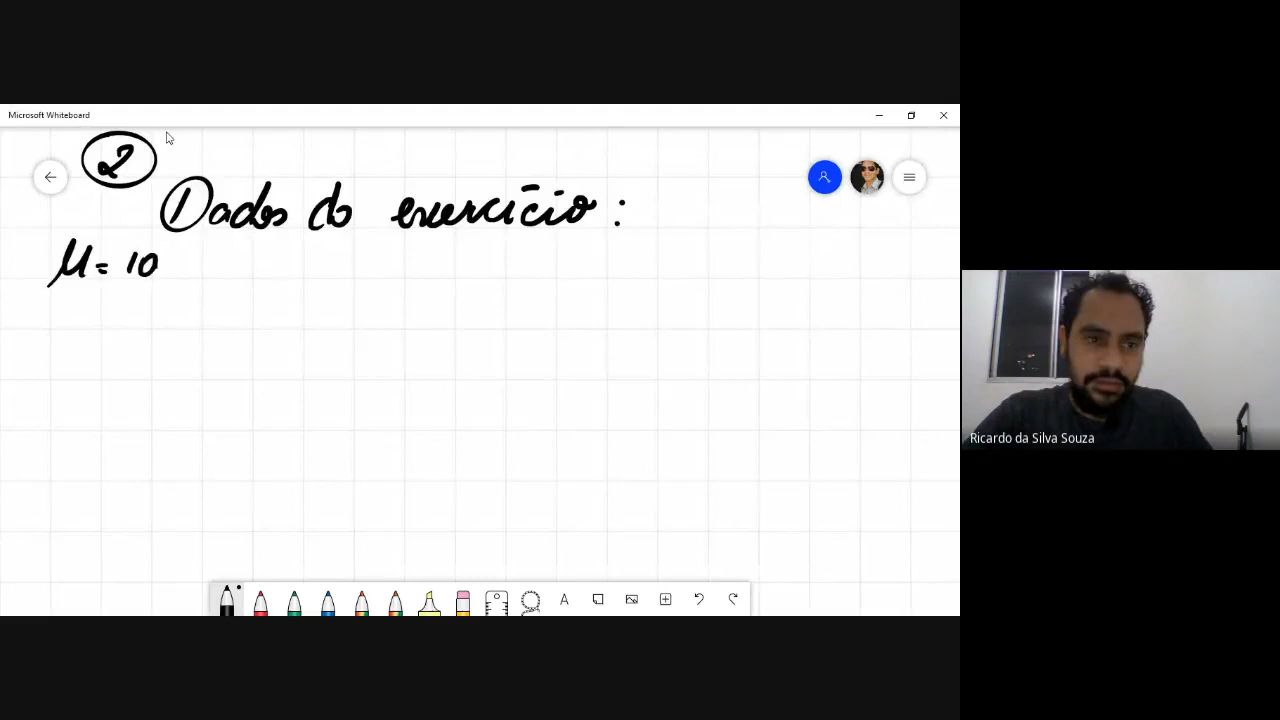 Microsoft Whiteboard
2
Dados do exercício :
μ = 10
A
Ricardo da Silva Souza